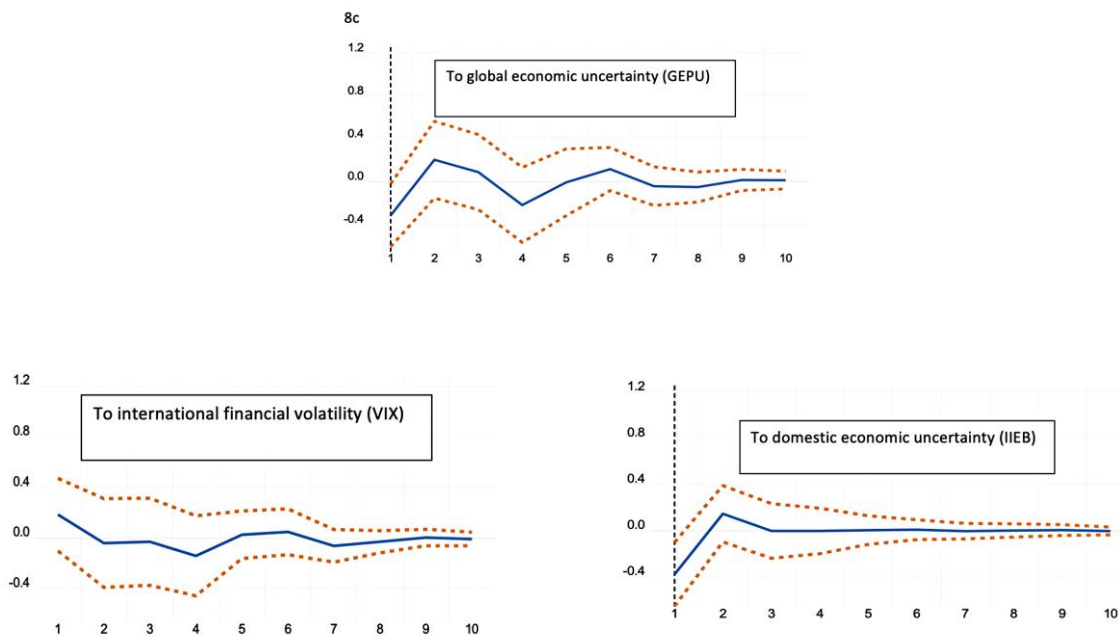 8c
1.2
To global economic uncertainty (GEPU)
0.8
0.4
0.0
-0.4
1 2 3 4 5 6 7 8 9 10
1.2
To international financial volatility (VIX)
0.8
0.4
0.0
-0.4
1 2 3 4 5 6 7 8 9 10
1.2
To domestic economic uncertainty (IIEB)
0.8
0.4
0.0
-0.4
1 2 3 4 5 6 7 8 9 10